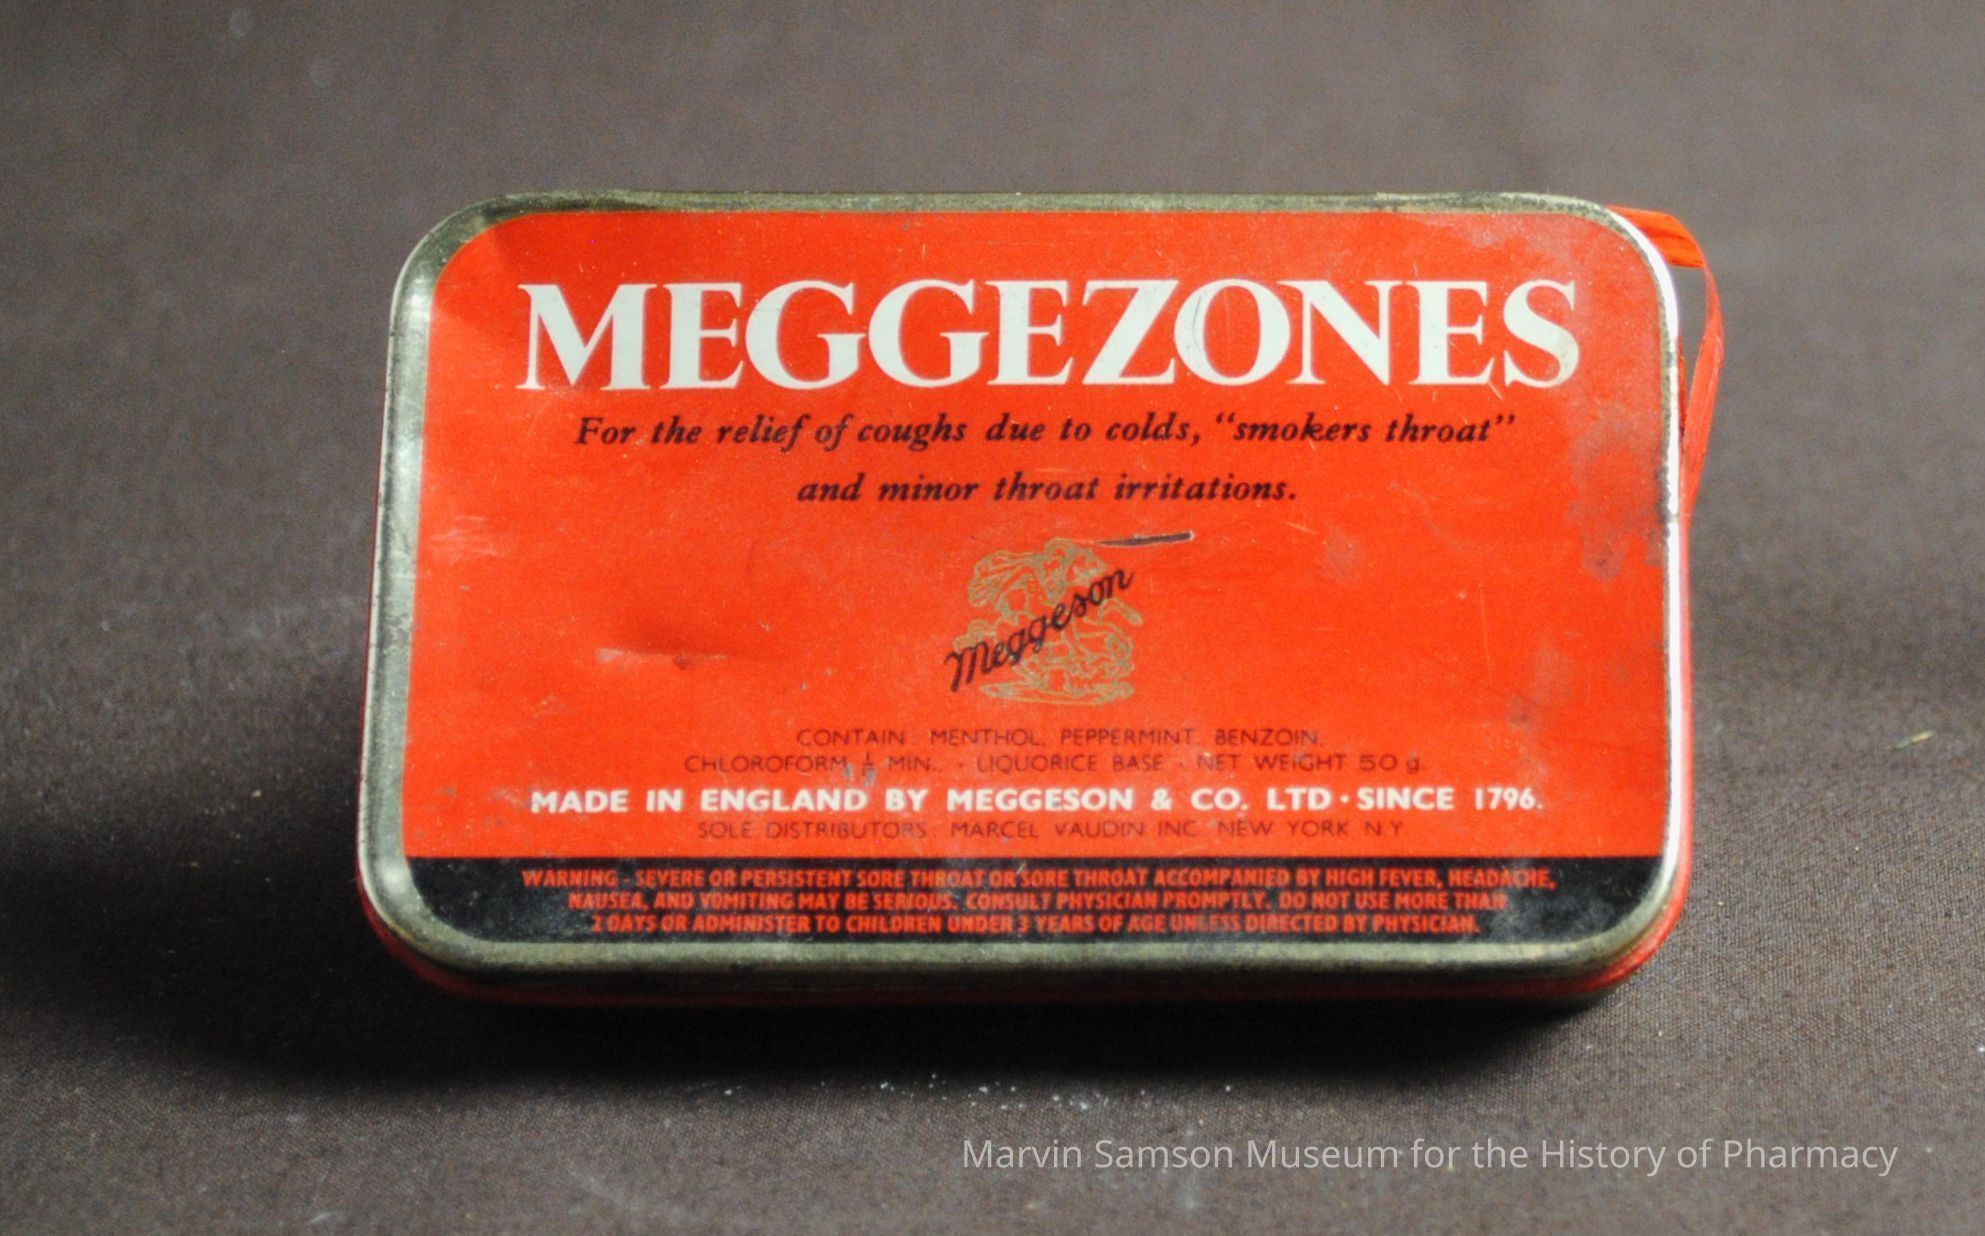 MEGGEZONES
For the relief of coughs due to colds, "smokers throat"
and minor throat irritations.
Meggeson
CONTAIN: MENTHOL, PEPPERMINT, BENZOIN,
CHLOROFORM MIN., · LIQUORICE BASE · NET WEIGHT 50 g.
MADE IN ENGLAND BY MEGGESON & CO. LTD · SINCE 1796.
SOLE DISTRIBUTORS: MARCEL VAUDIN INC. NEW YORK N Y
WARNING - SEVERE OR PERSISTENT SORE THROAT OR SORE THROAT ACCOMPANIED BY HIGH FEVER, HEADACHE,
NAUSEA, AND VOMITING MAY BE SERIOUS. CONSULT PHYSICIAN PROMPTLY. DO NOT USE MORE THAN
2 DAYS OR ADMINISTER TO CHILDREN UNDER 3 YEARS OF AGE UNLESS DIRECTED BY PHYSICIAN.
Marvin Samson Museum for the History of Pharmacy